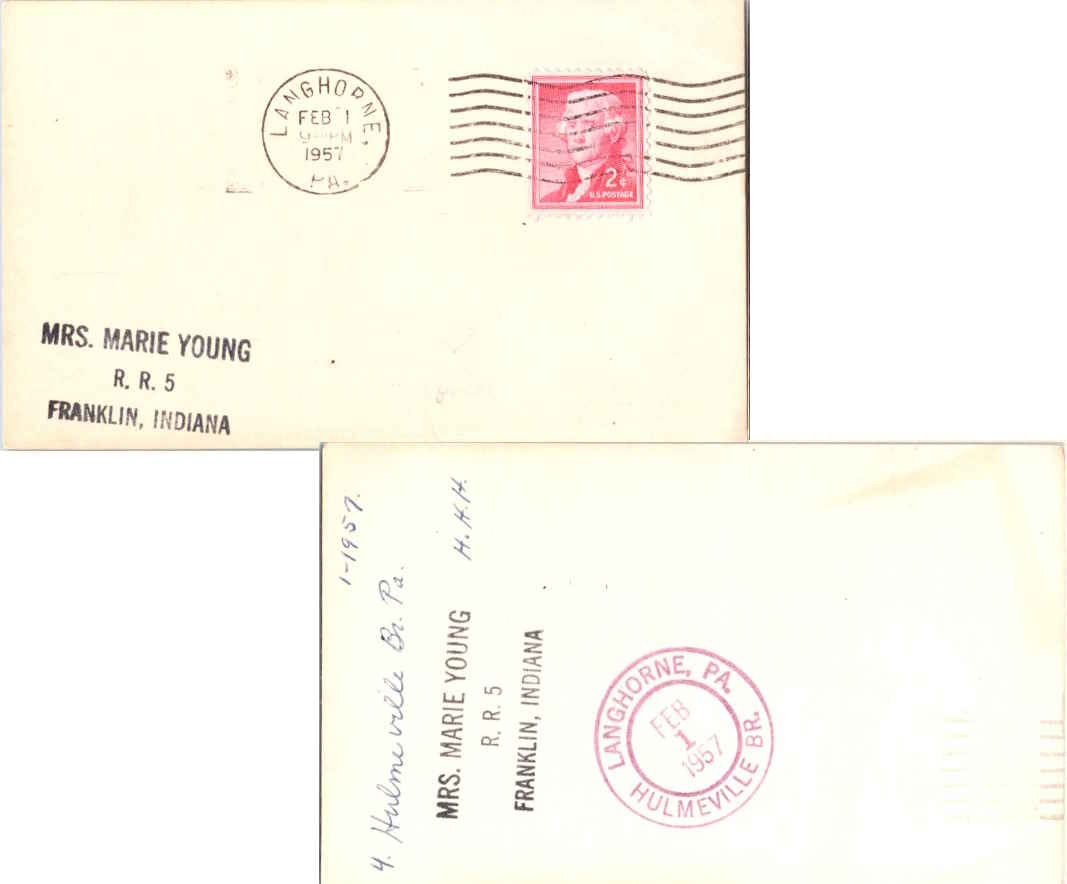 LANGHORNE,
FEB 1
PM
1957
PA.
2¢
U.S. POSTAGE
MRS. MARIE YOUNG
R. R. 5
FRANKLIN, INDIANA
1-1957.
4. Hulmeville Br. Pa.
H.H.H.
MRS. MARIE YOUNG
R. R. 5
FRANKLIN, INDIANA
LANGHORNE, PA.
FEB
1
1957
HULMEVILLE BR.